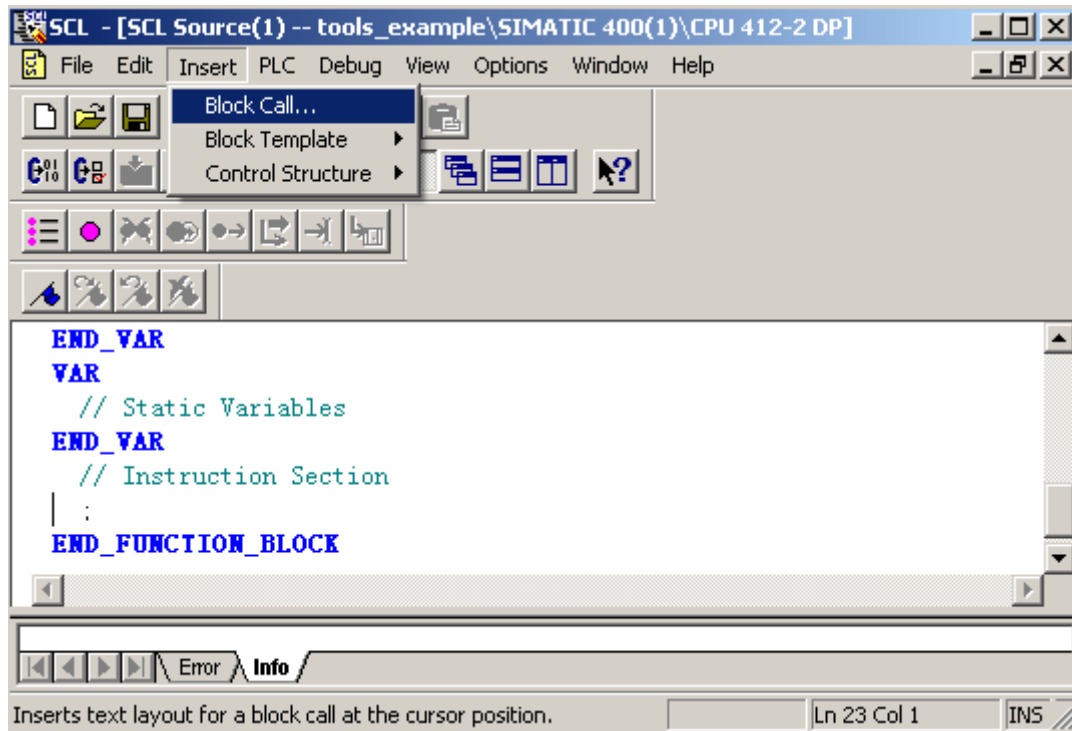 SCL - [SCL Source(1) -- tools_example\SIMATIC 400(1)\CPU 412-2 DP]
File Edit Insert PLC Debug View Options Window Help
Block Call...
Block Template
Control Structure
END_VAR
VAR
// Static Variables
END_VAR
// Instruction Section
;
END_FUNCTION_BLOCK
Error Info
Inserts text layout for a block call at the cursor position. Ln 23 Col 1 INS